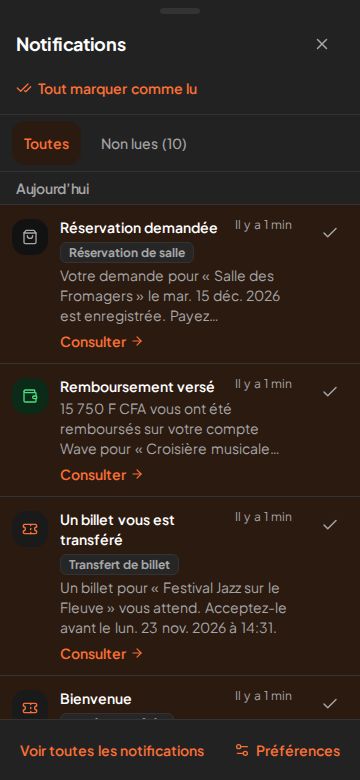 Notifications
Tout marquer comme lu
Toutes
Non lues (10)
Aujourd'hui
Réservation demandée
Il y a 1 min
Réservation de salle
Votre demande pour « Salle des
Fromagers » le mar. 15 déc. 2026
est enregistrée. Payez…
Consulter →
Remboursement versé
Il y a 1 min
15 750 F CFA vous ont été
remboursés sur votre compte
Wave pour « Croisière musicale…
Consulter →
Un billet vous est
transféré
Il y a 1 min
Transfert de billet
Un billet pour « Festival Jazz sur le
Fleuve » vous attend. Acceptez-le
avant le lun. 23 nov. 2026 à 14:31.
Consulter →
Bienvenue
Il y a 1 min
Voir toutes les notifications
Préférences